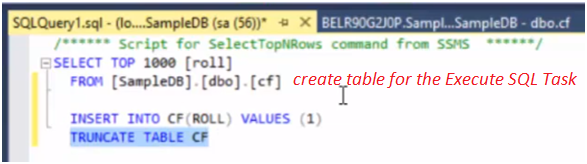 SQLQuery1.sql - (lo....SampleDB (sa (56))* BELR90G2J0P.Sampl...SampleDB - dbo.cf
/****** Script for SelectTopNRows command from SSMS ******/
SELECT TOP 1000 [roll]
FROM [SampleDB].[dbo].[cf] create table for the Execute SQL Task
INSERT INTO CF(ROLL) VALUES (1)
TRUNCATE TABLE CF